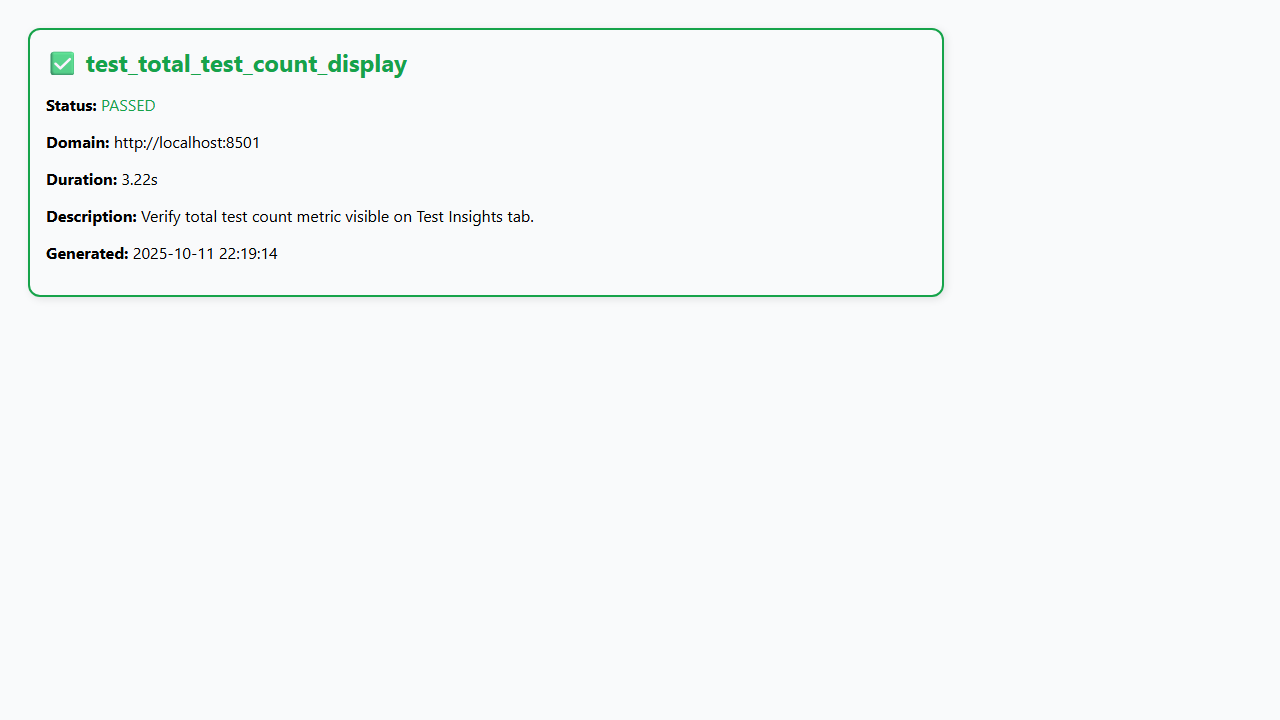 ✅ test_total_test_count_display
Status: PASSED
Domain: http://localhost:8501
Duration: 3.22s
Description: Verify total test count metric visible on Test Insights tab.
Generated: 2025-10-11 22:19:14